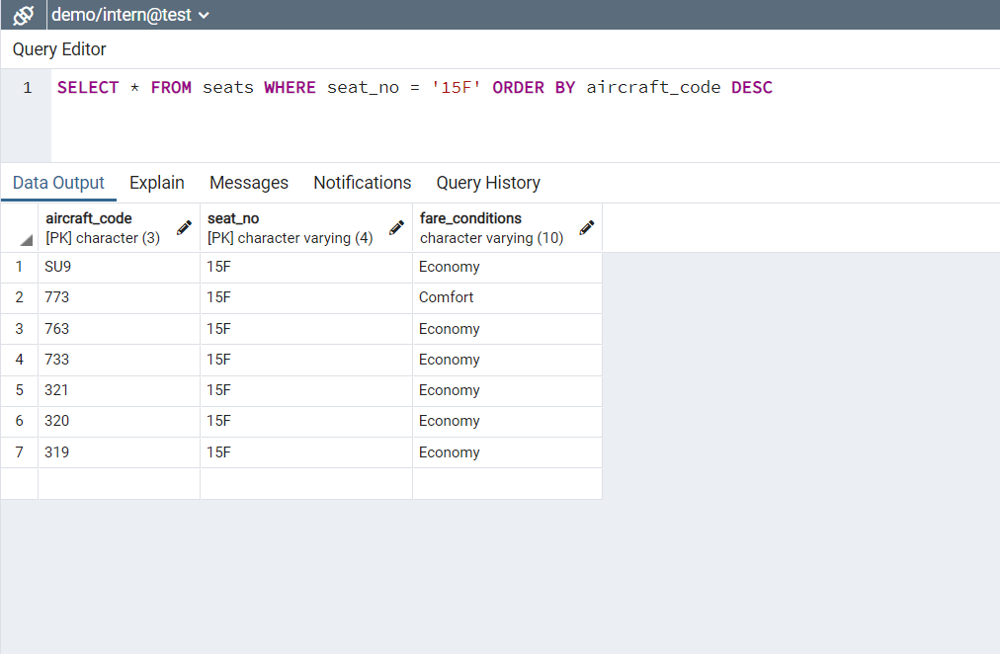 demo/intern@test
Query Editor
1 SELECT * FROM seats WHERE seat_no = '15F' ORDER BY aircraft_code DESC
Data Output Explain Messages Notifications Query History
aircraft_code seat_no fare_conditions
[PK] character (3) [PK] character varying (4) character varying (10)
1 SU9 15F Economy
2 773 15F Comfort
3 763 15F Economy
4 733 15F Economy
5 321 15F Economy
6 320 15F Economy
7 319 15F Economy